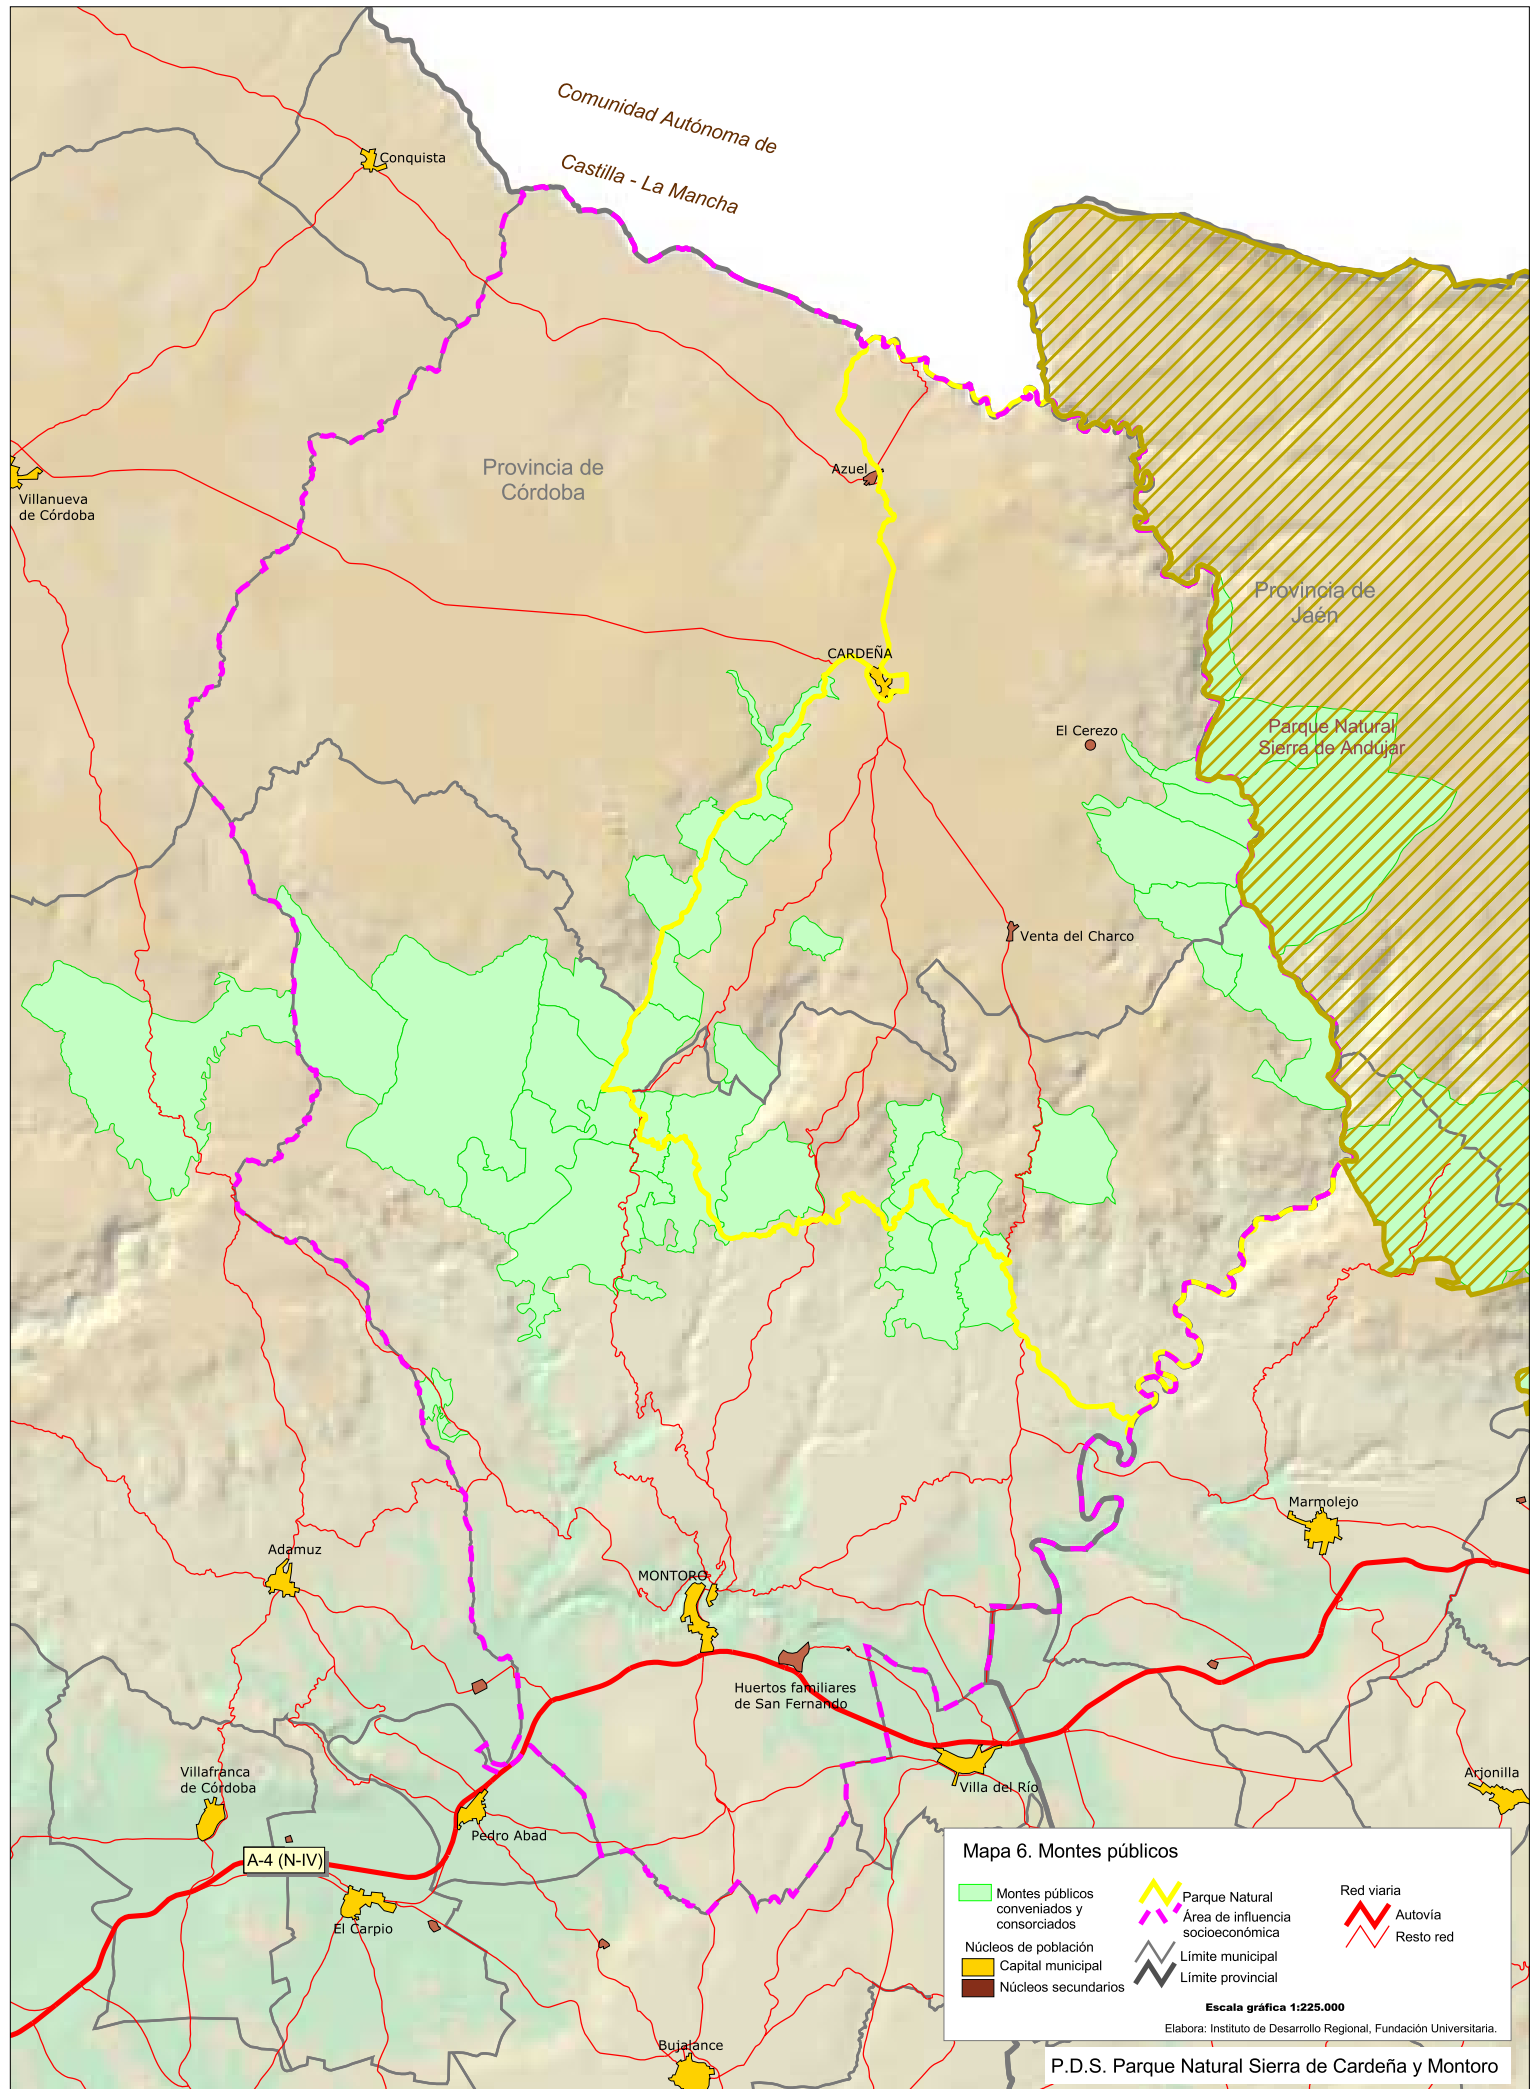 Comunidad Autónoma de
Castilla - La Mancha
Conquista
Provincia de
Córdoba
Azuel
Villanueva
de Córdoba
Provincia de
Jaén
CARDEÑA
El Cerezo
Parque Natural
Sierra de Andujar
Venta del Charco
Marmolejo
Adamuz
MONTORO
Huertos familiares
de San Fernando
Villafranca
de Córdoba
Villa del Río
Arjonilla
Pedro Abad
A-4 (N-IV)
El Carpio
Bujalance
Mapa 6. Montes públicos
Montes públicos
conveniados y
consorciados
Núcleos de población
Capital municipal
Núcleos secundarios
Parque Natural
Área de influencia
socioeconómica
Límite municipal
Límite provincial
Red viaria
Autovía
Resto red
Escala gráfica 1:225.000
Elabora: Instituto de Desarrollo Regional, Fundación Universitaria.
P.D.S. Parque Natural Sierra de Cardeña y Montoro